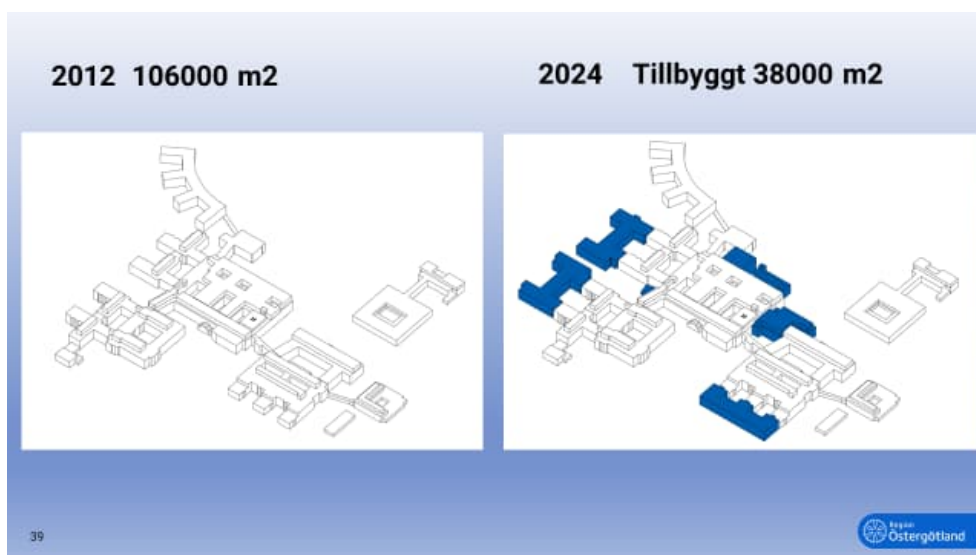 2012 106000 m2
2024 Tillbyggt 38000 m2
39
Region
Östergötland